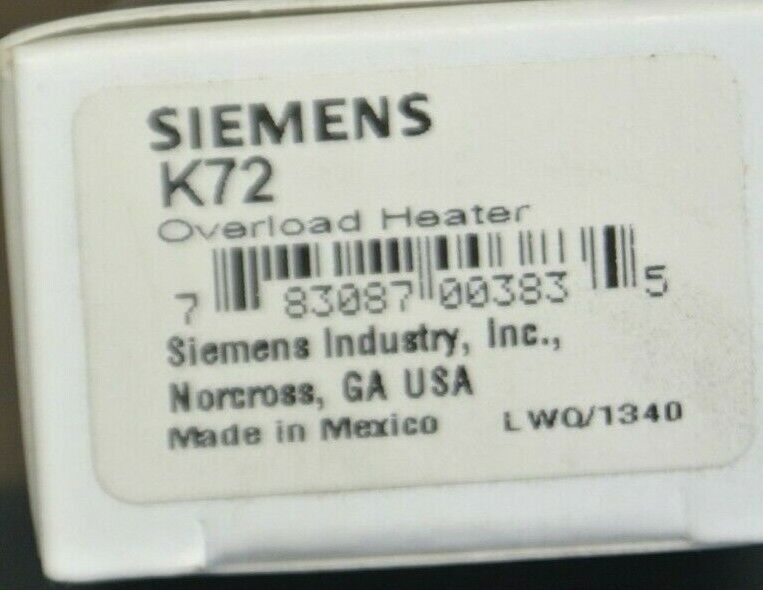 SIEMENS
K72
Overload Heater
7 83087 00383 5
Siemens Industry, Inc.,
Norcross, GA USA
Made in Mexico LWQ/1340